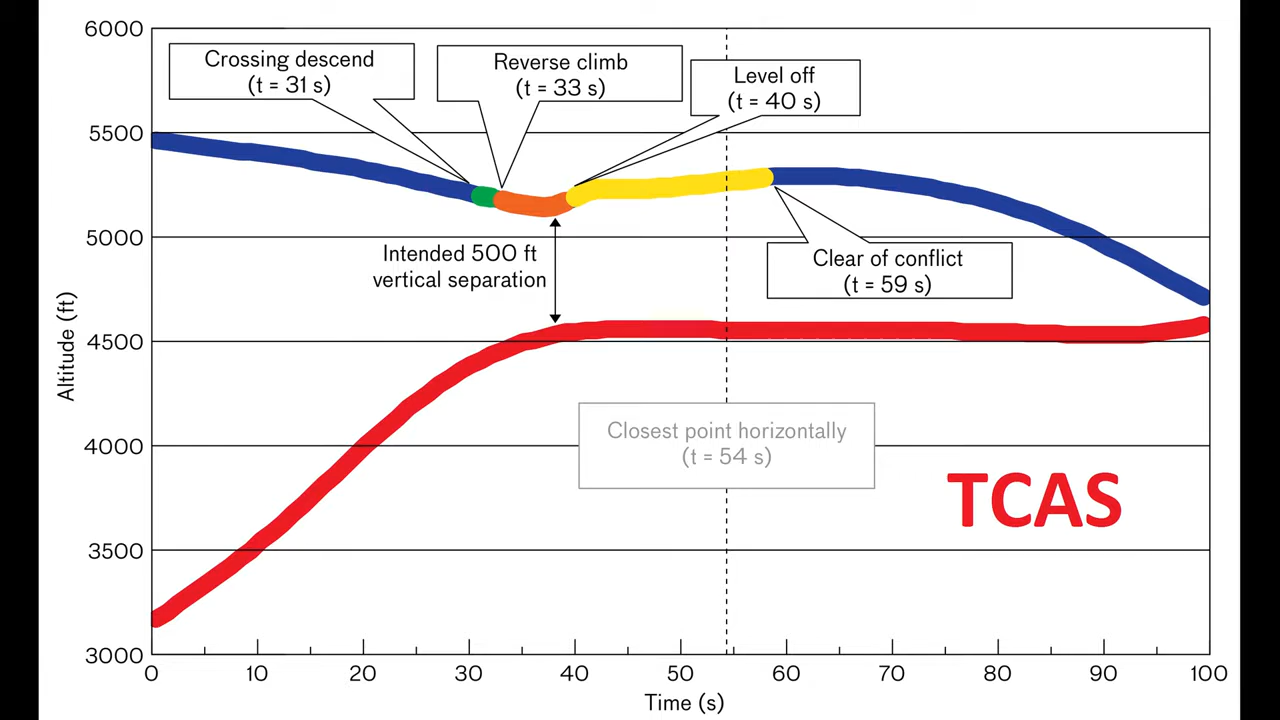 6000
5500
5000
4500
4000
3500
3000
Altitude (ft)
Crossing descend
(t = 31 s)
Reverse climb
(t = 33 s)
Level off
(t = 40 s)
Intended 500 ft
vertical separation
Clear of conflict
(t = 59 s)
Closest point horizontally
(t = 54 s)
TCAS
0 10 20 30 40 50 60 70 80 90 100
Time (s)